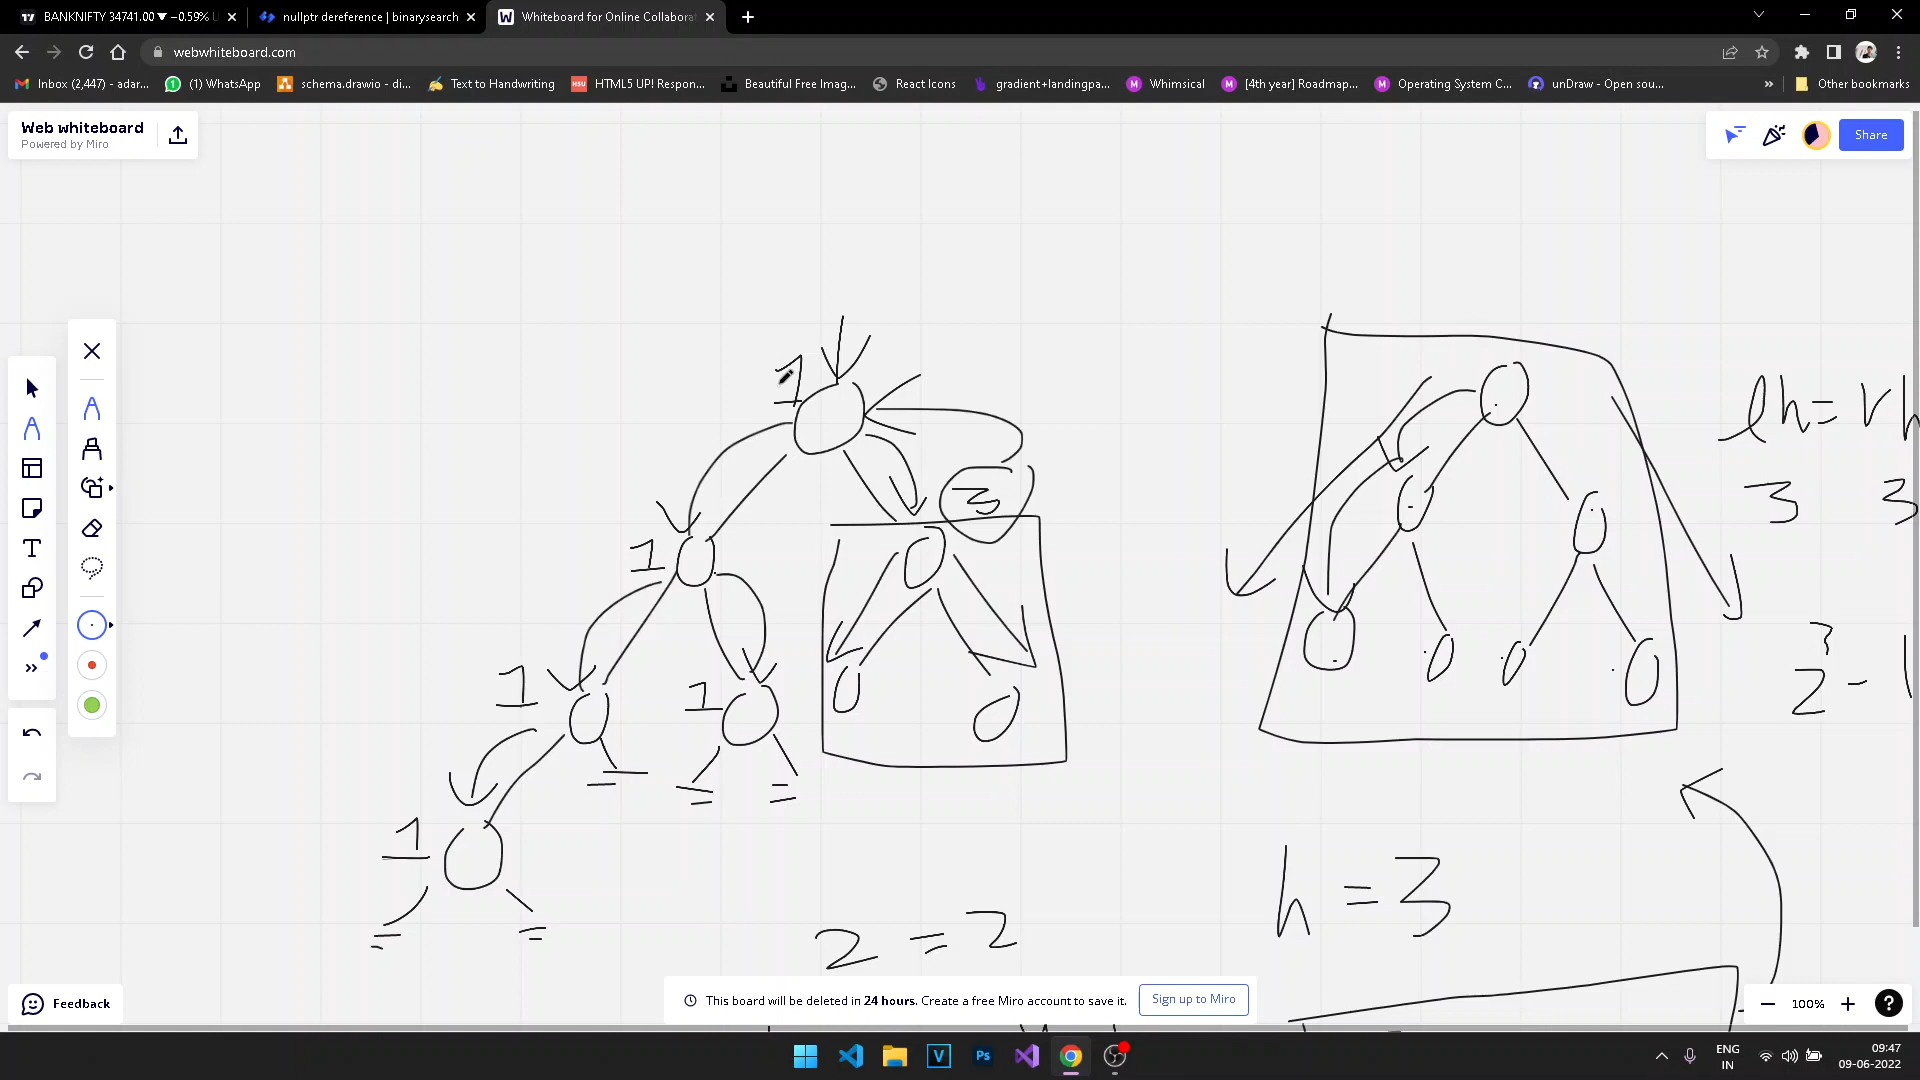 BANKNIFTY 34741.00 ▼ −0.59%
nullptr dereference | binarysearch
Whiteboard for Online Collabora
webwhiteboard.com
Inbox (2,447) - adar...
(1) WhatsApp
schema.drawio - di...
Text to Handwriting
HTML5 UP! Respon...
Beautiful Free Imag...
React Icons
gradient+landingpa...
Whimsical
[4th year] Roadmap...
Operating System C...
unDraw - Open sou...
Other bookmarks
Web whiteboard
Powered by Miro
Share
1
3
lh = rh
3 3
1
1
1
1
2 - 1
h = 3
2 = 2
Feedback
This board will be deleted in 24 hours. Create a free Miro account to save it.
Sign up to Miro
100%
ENG
IN
09:47
09-06-2022